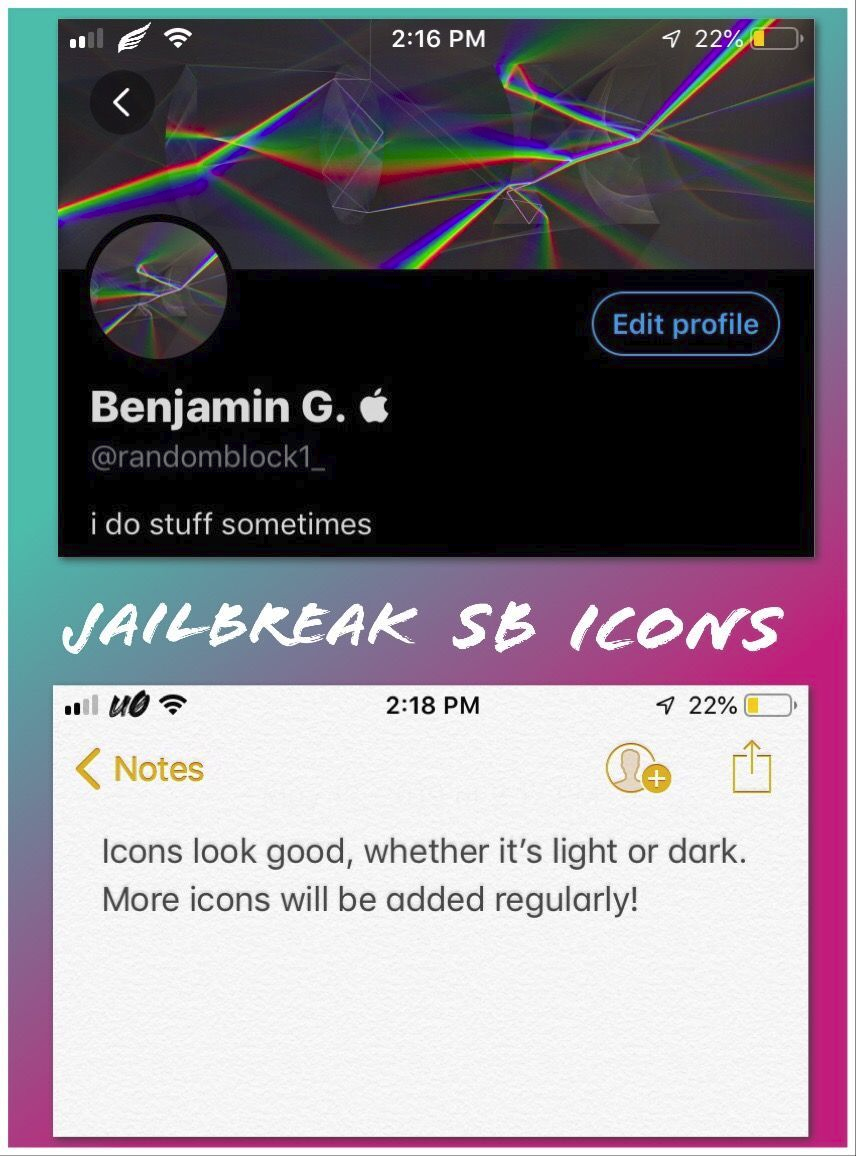 2:16 PM
22%
Edit profile
Benjamin G.
@randomblock1_
i do stuff sometimes
JAILBREAK SB ICONS
u0
2:18 PM
22%
Notes
Icons look good, whether it’s light or dark.
More icons will be added regularly!